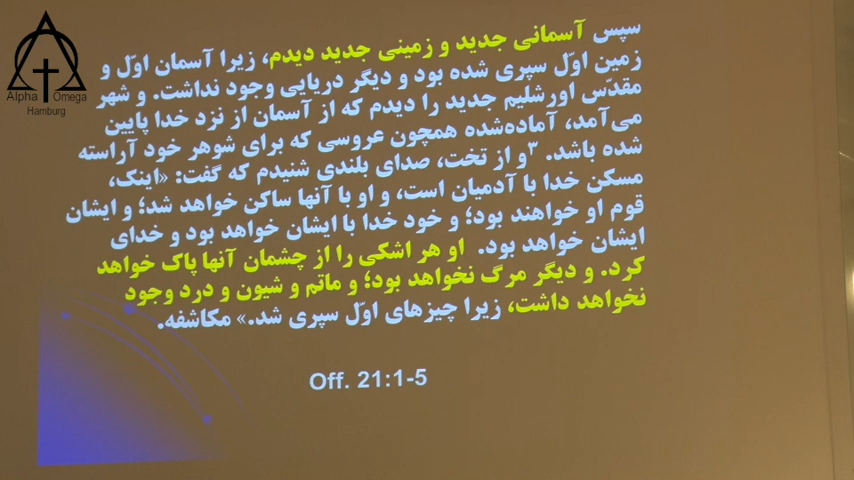 Alpha Omega
Hamburg
سپس آسمانی جدید و زمینی جدید دیدم، زیرا آسمان اوّل و
زمین اوّل سپری شده بود و دیگر دریایی وجود نداشت. و شهر
مقدّس اورشلیم جدید را دیدم که از آسمان از نزد خدا پایین
می‌آمد، آماده‌شده همچون عروسی که برای شوهر خود آراسته
شده باشد. ۳و از تخت، صدای بلندی شنیدم که گفت: «اینک،
مسکن خدا با آدمیان است، و او با آنها ساکن خواهد شد؛ و ایشان
قوم او خواهند بود؛ و خود خدا با ایشان خواهد بود و خدای
ایشان خواهد بود. او هر اشکی را از چشمان آنها پاک خواهد
کرد. و دیگر مرگ نخواهد بود؛ و ماتم و شیون و درد وجود
نخواهد داشت، زیرا چیزهای اوّل سپری شد.» مکاشفه.
Off. 21:1-5